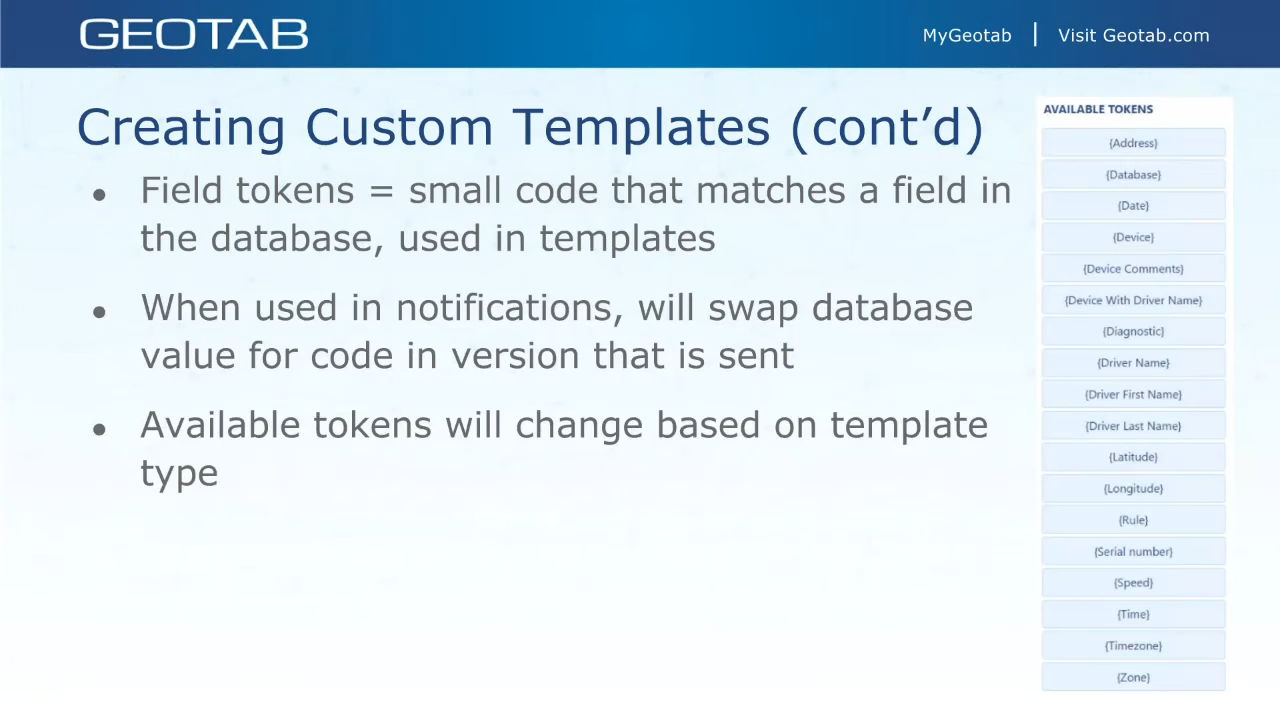 GEOTAB
MyGeotab | Visit Geotab.com
Creating Custom Templates (cont’d)
● Field tokens = small code that matches a field in
the database, used in templates
● When used in notifications, will swap database
value for code in version that is sent
● Available tokens will change based on template
type
AVAILABLE TOKENS
{Address}
{Database}
{Date}
{Device}
{Device Comments}
{Device With Driver Name}
{Diagnostic}
{Driver Name}
{Driver First Name}
{Driver Last Name}
{Latitude}
{Longitude}
{Rule}
{Serial number}
{Speed}
{Time}
{Timezone}
{Zone}